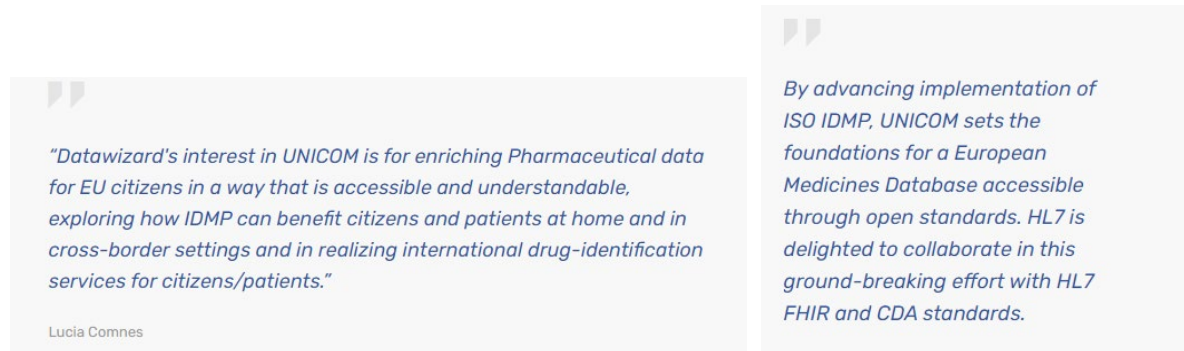 “Datawizard's interest in UNICOM is for enriching Pharmaceutical data
for EU citizens in a way that is accessible and understandable,
exploring how IDMP can benefit citizens and patients at home and in
cross-border settings and in realizing international drug-identification
services for citizens/patients.”
Lucia Comnes
By advancing implementation of
ISO IDMP, UNICOM sets the
foundations for a European
Medicines Database accessible
through open standards. HL7 is
delighted to collaborate in this
ground-breaking effort with HL7
FHIR and CDA standards.